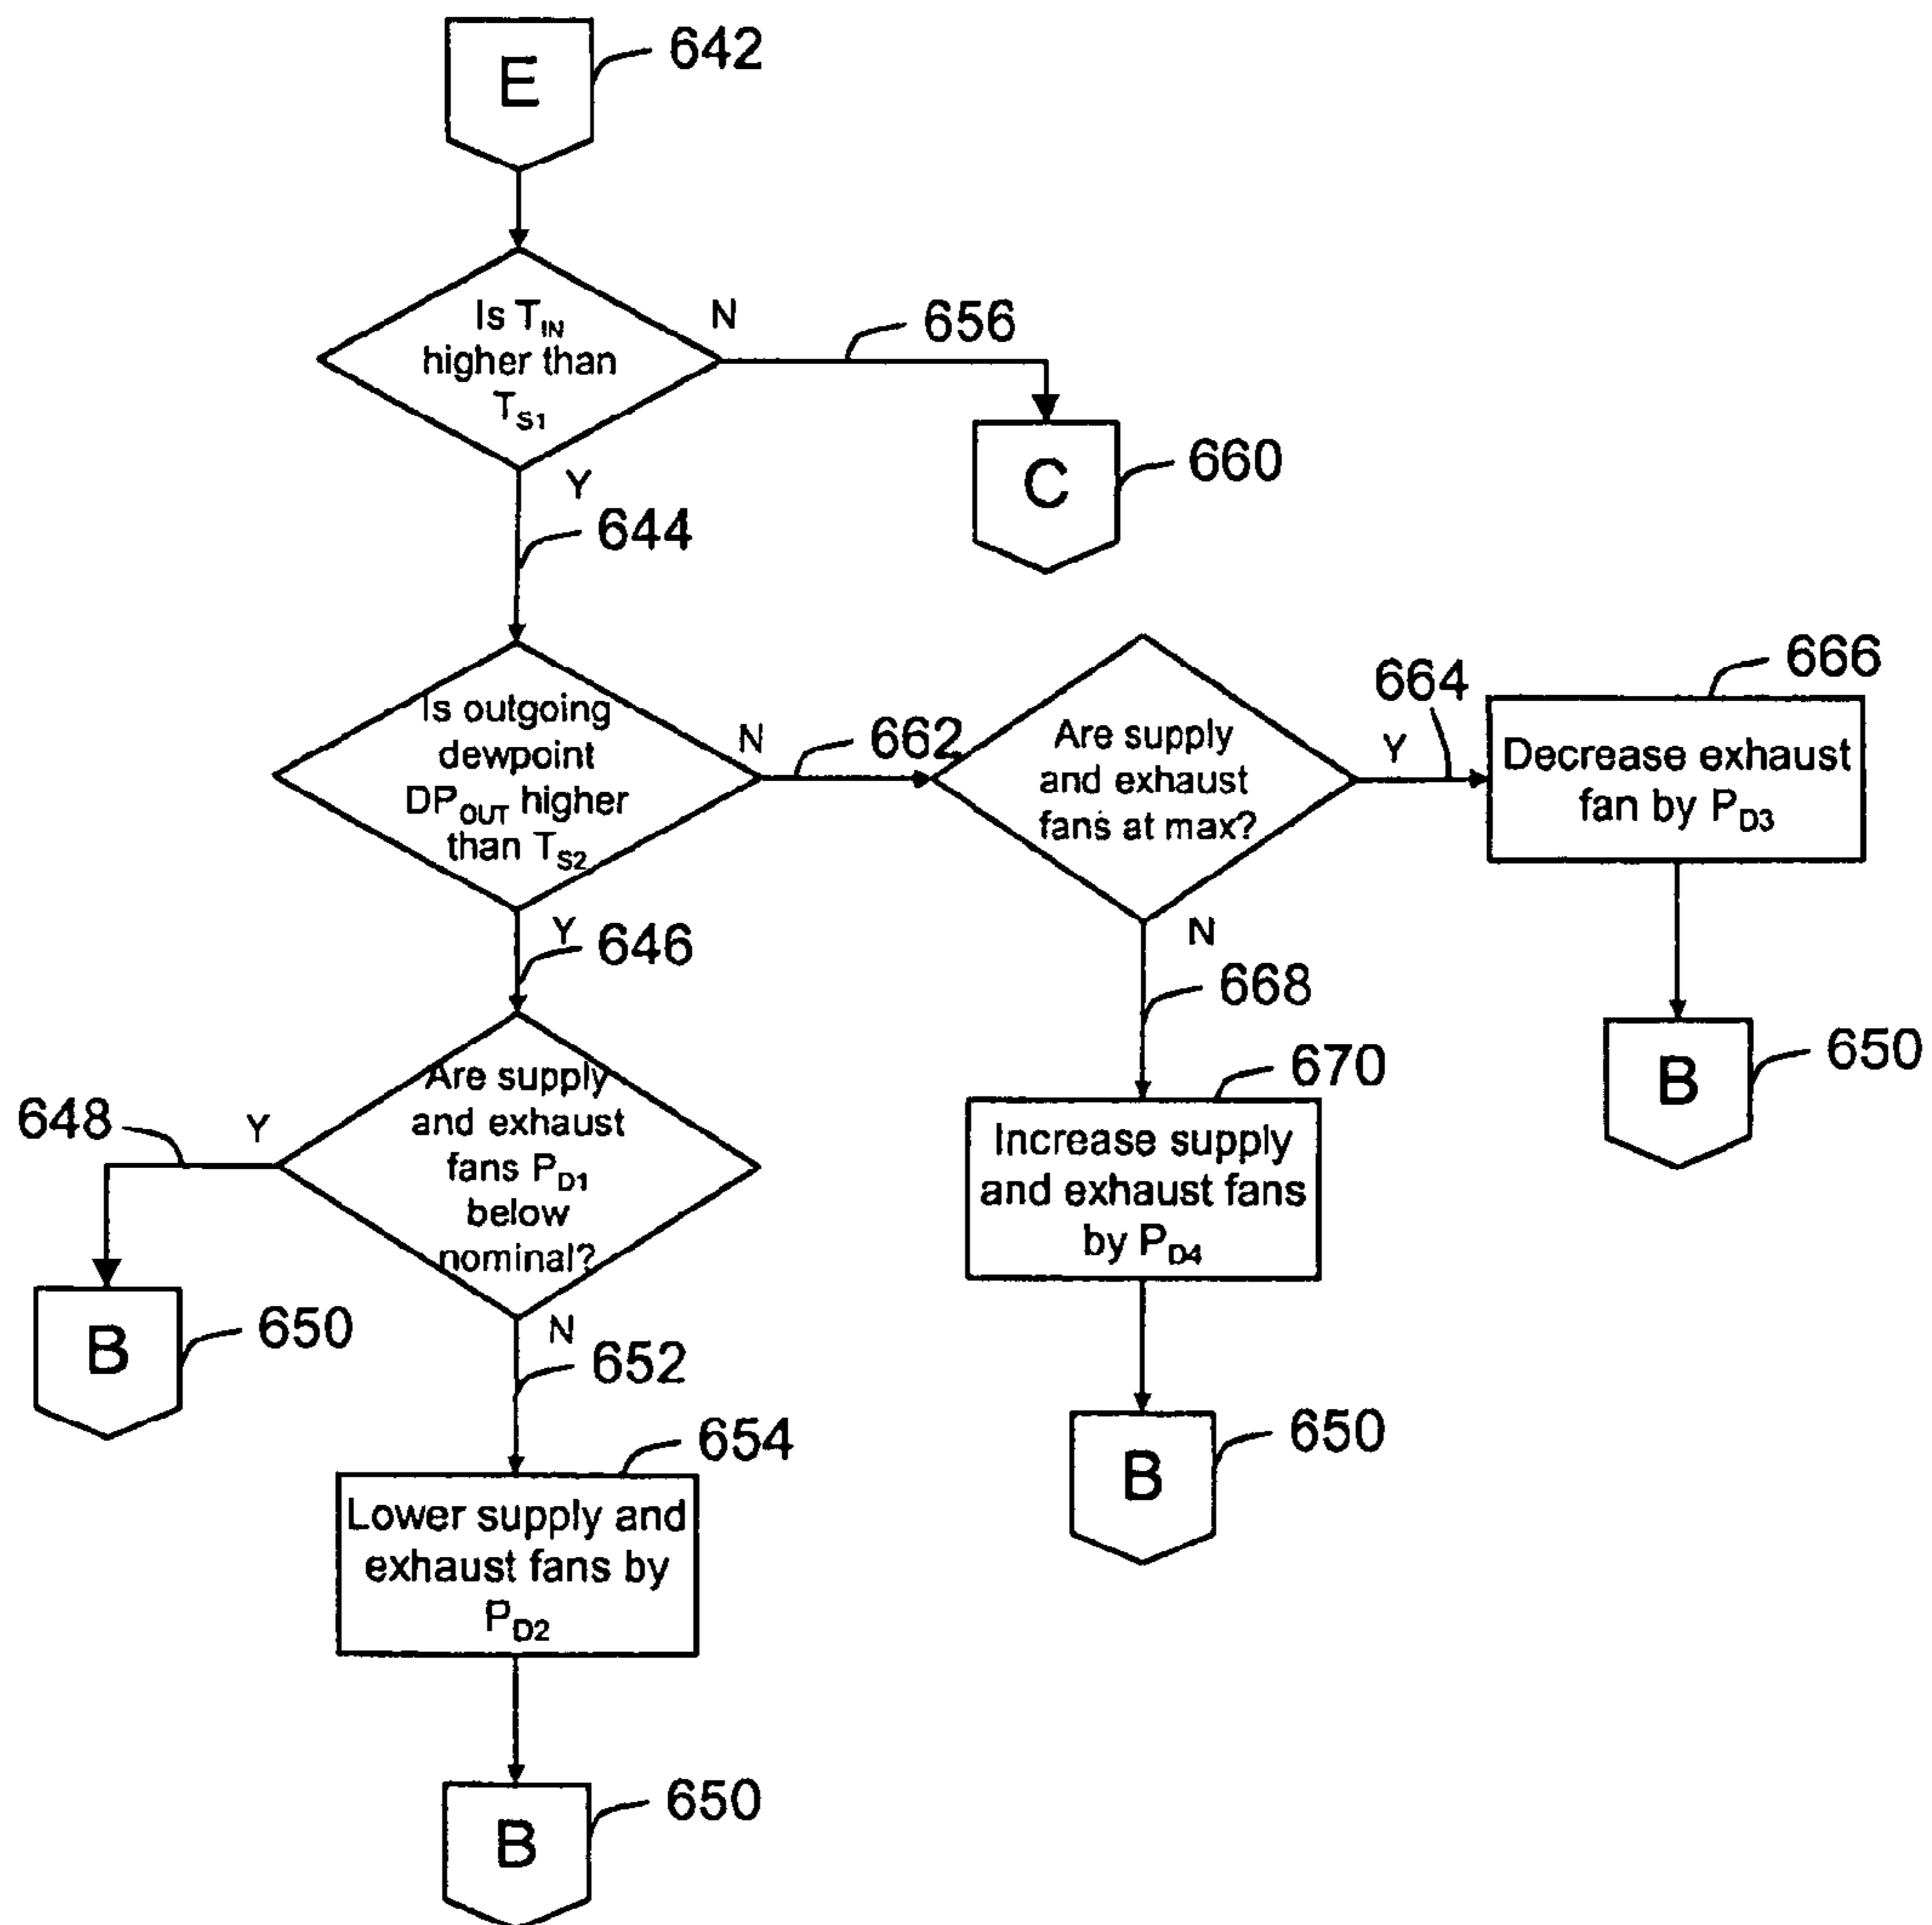 E
642
Is T_IN
higher than
T_S1
N
656
C
660
Y
644
Is outgoing
dewpoint
DP_OUT higher
than T_S2
N
662
Are supply
and exhaust
fans at max?
Y
664
Decrease exhaust
fan by P_D3
666
B
650
N
668
Increase supply
and exhaust fans
by P_D4
670
B
650
Y
646
Are supply
and exhaust
fans P_D1
below
nominal?
Y
648
B
650
N
652
Lower supply and
exhaust fans by
P_D2
654
B
650